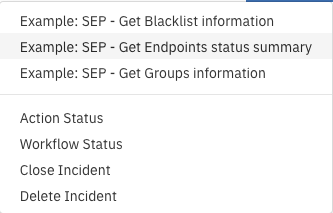 Example: SEP - Get Blacklist information
Example: SEP - Get Endpoints status summary
Example: SEP - Get Groups information
Action Status
Workflow Status
Close Incident
Delete Incident